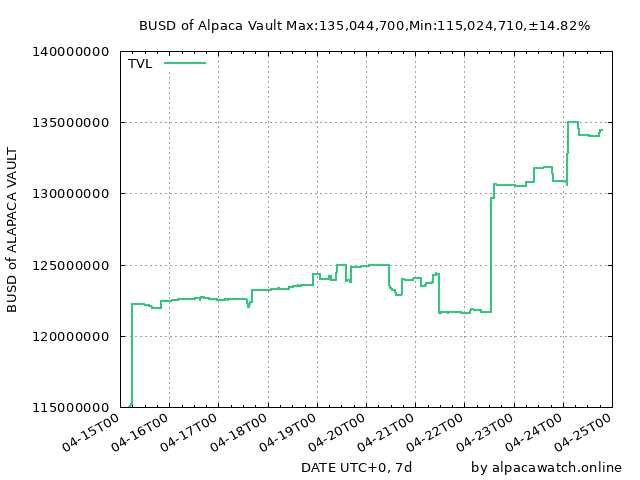 BUSD of Alpaca Vault Max:135,044,700,Min:115,024,710,±14.82%
140000000
TVL
135000000
130000000
125000000
120000000
115000000
BUSD of ALAPACA VAULT
04-15T00
04-16T00
04-17T00
04-18T00
04-19T00
04-20T00
04-21T00
04-22T00
04-23T00
04-24T00
04-25T00
DATE UTC+0, 7d
by alpacawatch.online